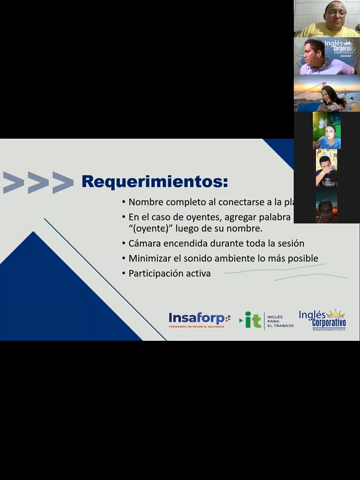 Inglés
Corporativo
>>> Requerimientos:
• Nombre completo al conectarse a la
• En el caso de oyentes, agregar palabra
"(oyente)" luego de su nombre.
• Cámara encendida durante toda la sesión
• Minimizar el sonido ambiente lo más posible
• Participación activa
Insaforp
it
INGLÉS
PARA
EL TRABAJO
Inglés
Corporativo